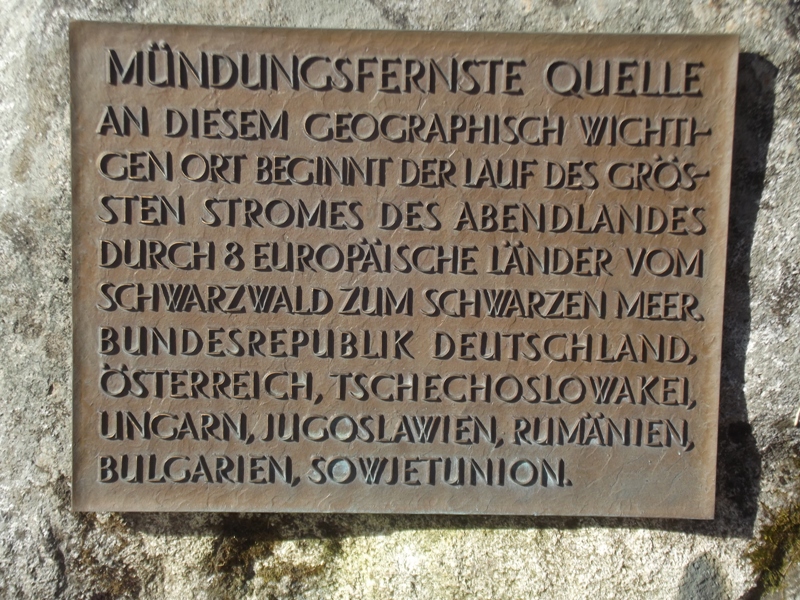 MÜNDUNGSFERNSTE QUELLE
AN DIESEM GEOGRAPHISCH WICHTI-
GEN ORT BEGINNT DER LAUF DES GRÖS-
STEN STROMES DES ABENDLANDES
DURCH 8 EUROPÄISCHE LÄNDER VOM
SCHWARZWALD ZUM SCHWARZEN MEER.
BUNDESREPUBLIK DEUTSCHLAND,
ÖSTERREICH, TSCHECHOSLOWAKEI,
UNGARN, JUGOSLAWIEN, RUMÄNIEN,
BULGARIEN, SOWJETUNION.